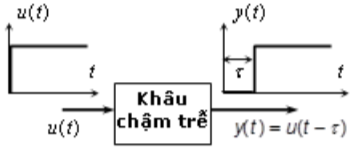 u(t)
y(t)
τ
t
t
Khâu
chậm trễ
u(t)
y(t) = u(t − τ)